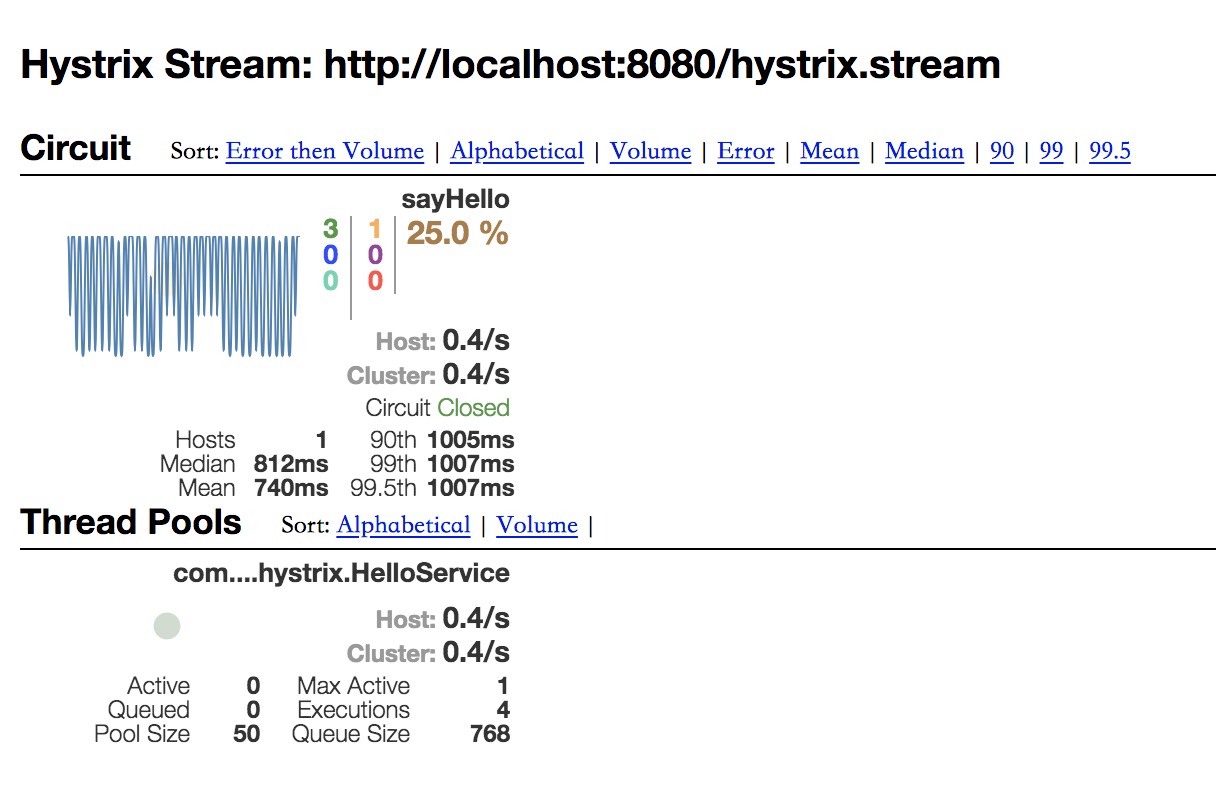 Hystrix Stream: http://localhost:8080/hystrix.stream
Circuit Sort: Error then Volume | Alphabetical | Volume | Error | Mean | Median | 90 | 99 | 99.5
sayHello
3 1 25.0 %
0 0
0 0
Host: 0.4/s
Cluster: 0.4/s
Circuit Closed
Hosts 1 90th 1005ms
Median 812ms 99th 1007ms
Mean 740ms 99.5th 1007ms
Thread Pools Sort: Alphabetical | Volume |
com....hystrix.HelloService
Host: 0.4/s
Cluster: 0.4/s
Active 0 Max Active 1
Queued 0 Executions 4
Pool Size 50 Queue Size 768